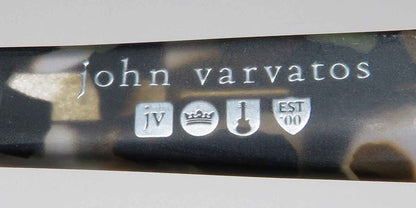 john varvatos
jv EST
'00